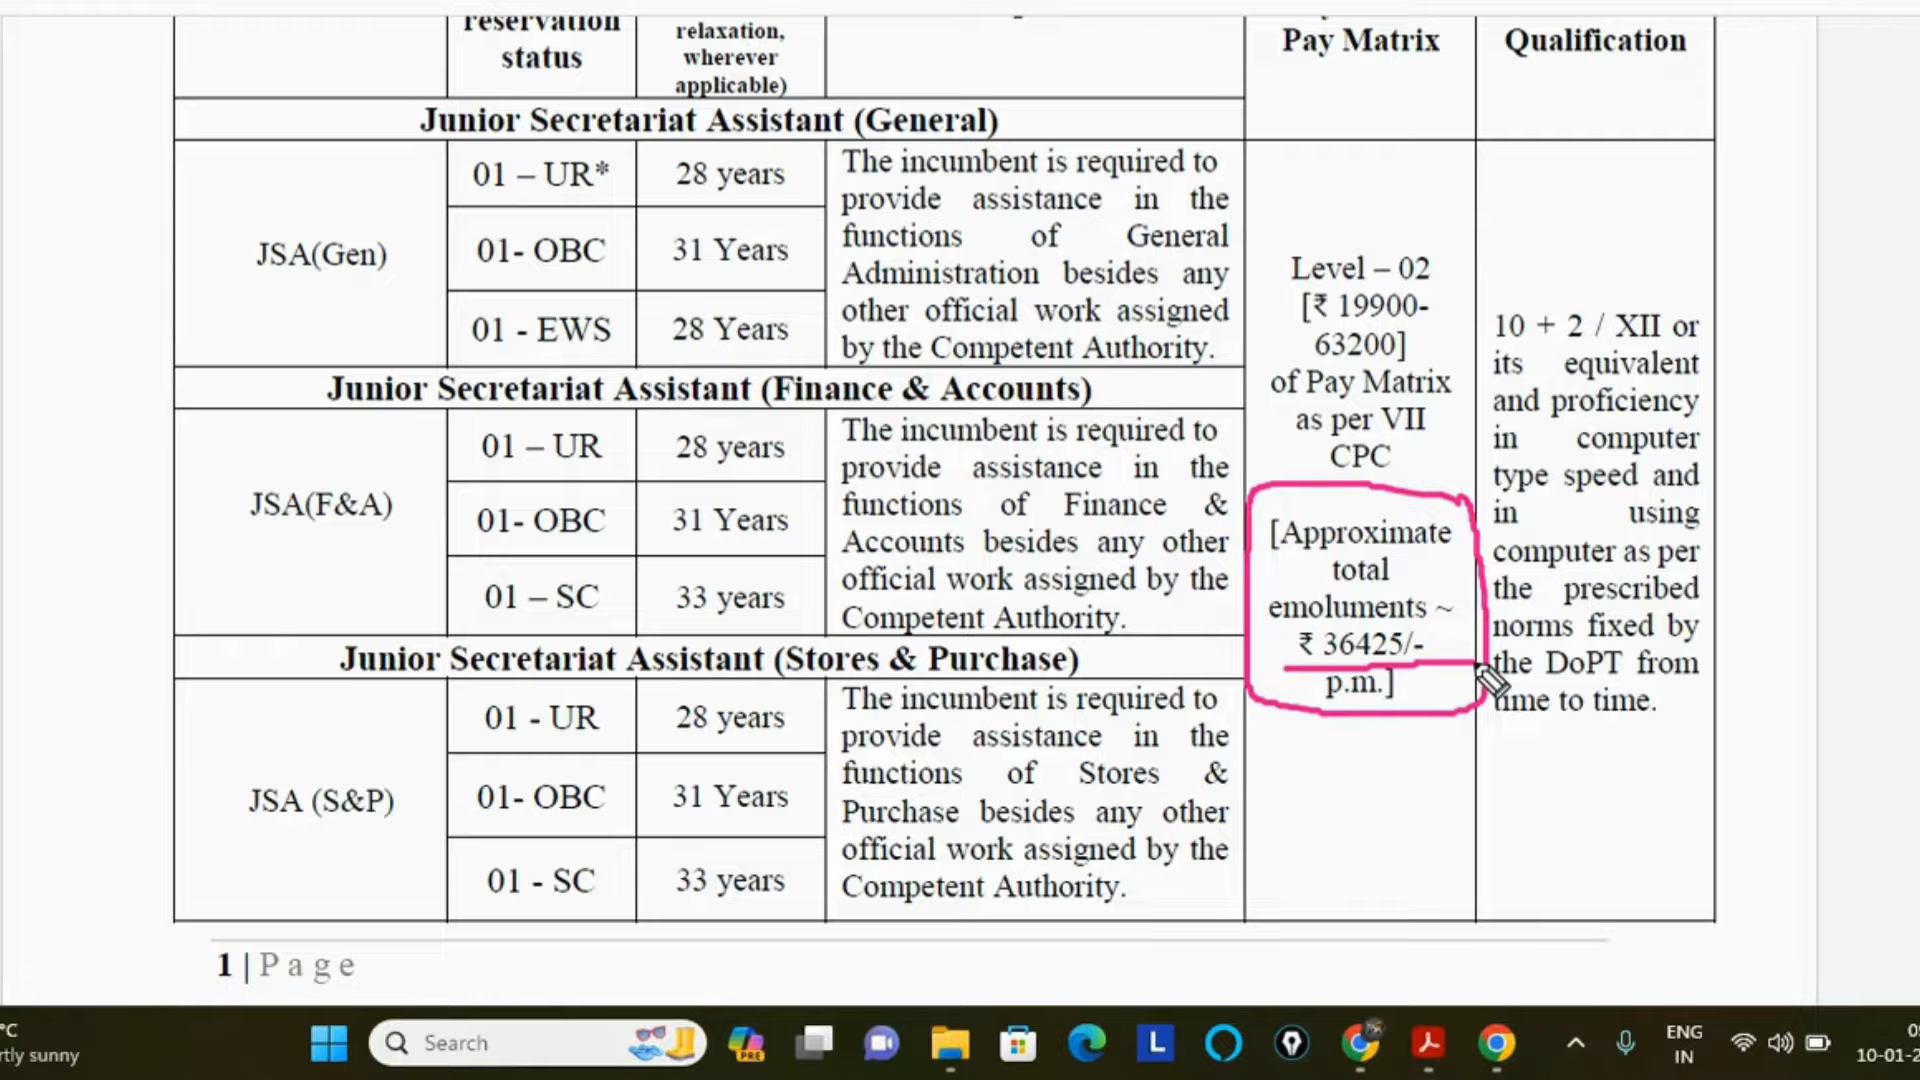 reservation
status
relaxation,
wherever
applicable)
Pay Matrix
Qualification
Junior Secretariat Assistant (General)
JSA(Gen)
01 – UR*
28 years
01- OBC
31 Years
01 - EWS
28 Years
The incumbent is required to
provide assistance in the
functions of General
Administration besides any
other official work assigned
by the Competent Authority.
Junior Secretariat Assistant (Finance & Accounts)
JSA(F&A)
01 – UR
28 years
01- OBC
31 Years
01 – SC
33 years
The incumbent is required to
provide assistance in the
functions of Finance &
Accounts besides any other
official work assigned by the
Competent Authority.
Junior Secretariat Assistant (Stores & Purchase)
JSA (S&P)
01 - UR
28 years
01- OBC
31 Years
01 - SC
33 years
The incumbent is required to
provide assistance in the
functions of Stores &
Purchase besides any other
official work assigned by the
Competent Authority.
Level – 02
[₹ 19900-
63200]
of Pay Matrix
as per VII
CPC
[Approximate
total
emoluments ~
₹ 36425/-
p.m.]
10 + 2 / XII or
its equivalent
and proficiency
in computer
type speed and
in using
computer as per
the prescribed
norms fixed by
the DoPT from
time to time.
1 | Page
°C
rtly sunny
Search
PRE
L
ENG
IN
10-01-2